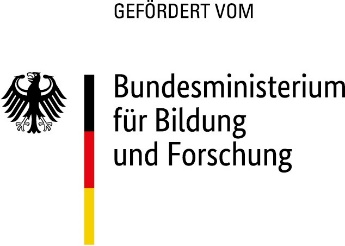 GEFÖRDERT VOM
Bundesministerium
für Bildung
und Forschung